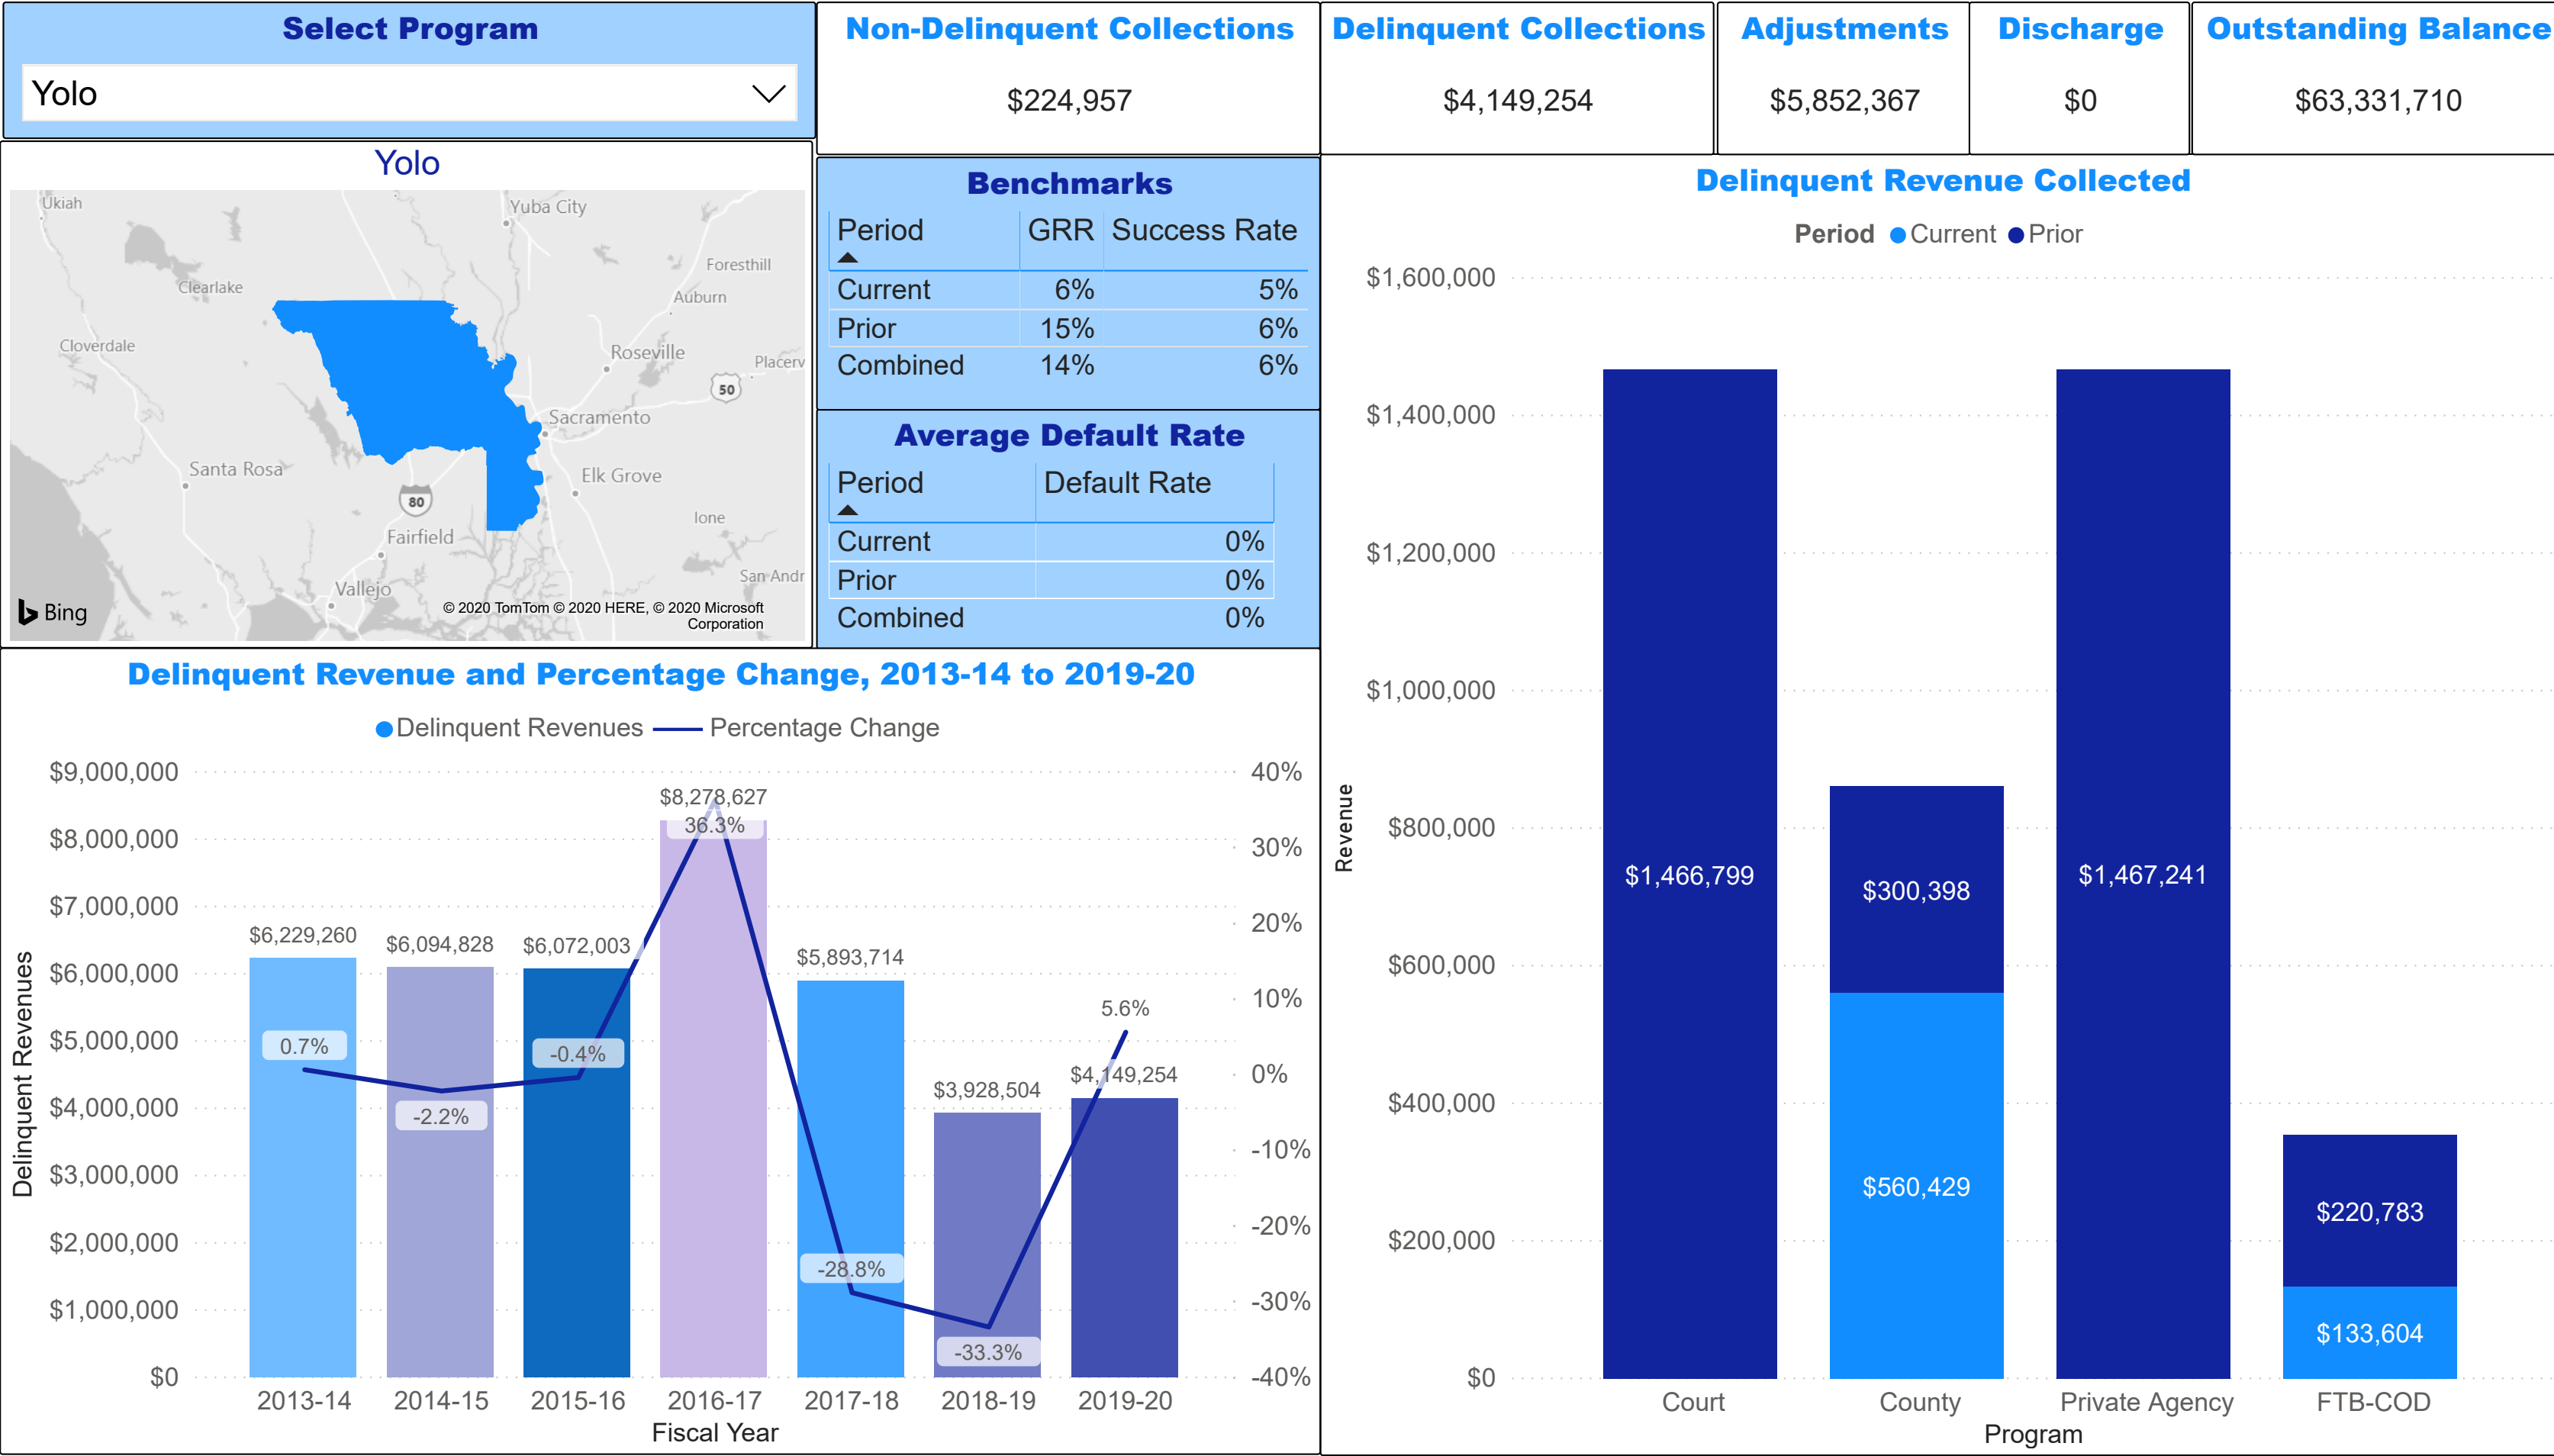 Select Program
Yolo
Non-Delinquent Collections
$224,957
Delinquent Collections
$4,149,254
Adjustments
$5,852,367
Discharge
$0
Outstanding Balance
$63,331,710
Yolo
Ukiah
Yuba City
Foresthill
Clearlake
Auburn
Cloverdale
Roseville
Placerv
50
Sacramento
Santa Rosa
Elk Grove
80
Ione
Fairfield
San Andr
Vallejo
Bing
© 2020 TomTom © 2020 HERE, © 2020 Microsoft
Corporation
Benchmarks
Period GRR Success Rate
Current 6% 5%
Prior 15% 6%
Combined 14% 6%
Average Default Rate
Period Default Rate
Current 0%
Prior 0%
Combined 0%
Delinquent Revenue and Percentage Change, 2013-14 to 2019-20
Delinquent Revenues Percentage Change
$9,000,000
$8,000,000
$7,000,000
$6,000,000
$5,000,000
$4,000,000
$3,000,000
$2,000,000
$1,000,000
$0
Delinquent Revenues
$6,229,260
$6,094,828
$6,072,003
$8,278,627
$5,893,714
$3,928,504
$4,149,254
0.7%
-2.2%
-0.4%
36.3%
-28.8%
-33.3%
5.6%
40%
30%
20%
10%
0%
-10%
-20%
-30%
-40%
2013-14 2014-15 2015-16 2016-17 2017-18 2018-19 2019-20
Fiscal Year
Delinquent Revenue Collected
Period Current Prior
$1,600,000
$1,400,000
$1,200,000
$1,000,000
$800,000
$600,000
$400,000
$200,000
$0
Revenue
$1,466,799
$300,398
$560,429
$1,467,241
$220,783
$133,604
Court County Private Agency FTB-COD
Program